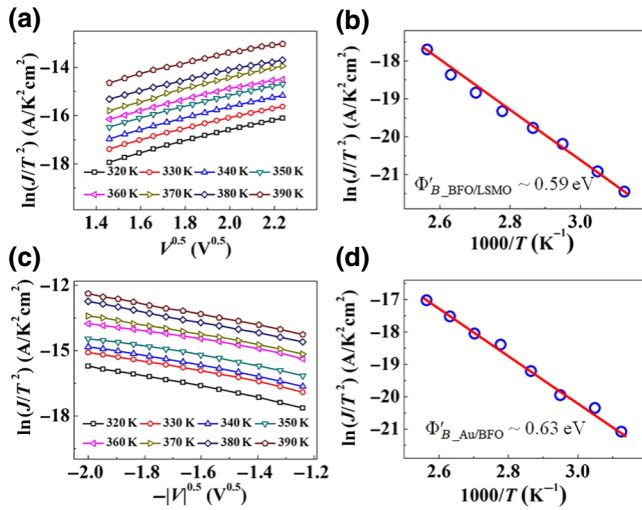 (a)
ln(J/T²) (A/K²cm²)
−14
−16
−18
320 K 330 K 340 K 350 K
360 K 370 K 380 K 390 K
1.4 1.6 1.8 2.0 2.2
V^0.5 (V^0.5)
(b)
ln(J/T²) (A/K²cm²)
−18
−19
−20
−21
Φ′B_BFO/LSMO ~ 0.59 eV
2.6 2.8 3.0
1000/T (K⁻¹)
(c)
ln(J/T²) (A/K²cm²)
−12
−15
−18
320 K 330 K 340 K 350 K
360 K 370 K 380 K 390 K
−2.0 −1.8 −1.6 −1.4 −1.2
−|V|^0.5 (V^0.5)
(d)
ln(J/T²) (A/K²cm²)
−17
−18
−19
−20
−21
Φ′B_Au/BFO ~ 0.63 eV
2.6 2.8 3.0
1000/T (K⁻¹)